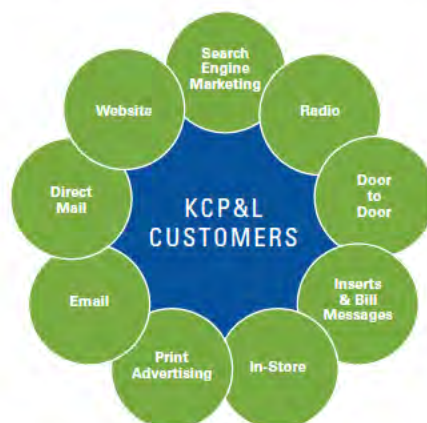 Search
Engine
Marketing
Radio
Door
to
Door
Inserts
& Bill
Messages
In-Store
Print
Advertising
Email
Direct
Mail
Website
KCP&L
CUSTOMERS